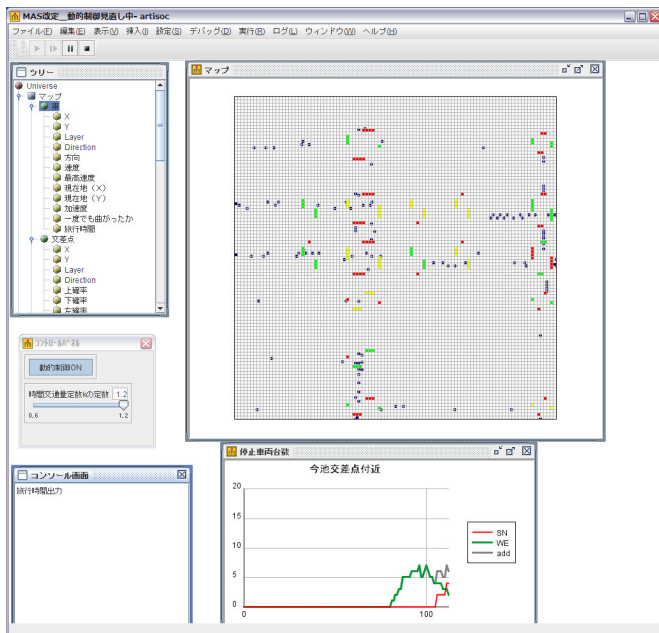 MAS改定__動的制御見直し中- artisoc
ファイル(F) 編集(E) 表示(V) 挿入(I) 設定(S) デバッグ(D) 実行(R) ログ(L) ウィンドウ(W) ヘルプ(H)
ツリー
Universe
マップ
車
X
Y
Layer
Direction
方向
速度
最高速度
現在地（X）
現在地（Y）
加速度
一度でも曲がったか
旅行時間
交差点
X
Y
Layer
Direction
上確率
下確率
左確率
マップ
コントロールパネル
動的制御ON
時間交通量定数kの定数 1.2
0.6 1.2
コンソール画面
旅行時間出力
停止車両台数
今池交差点付近
20
15
10
5
0
0 100
SN
WE
add